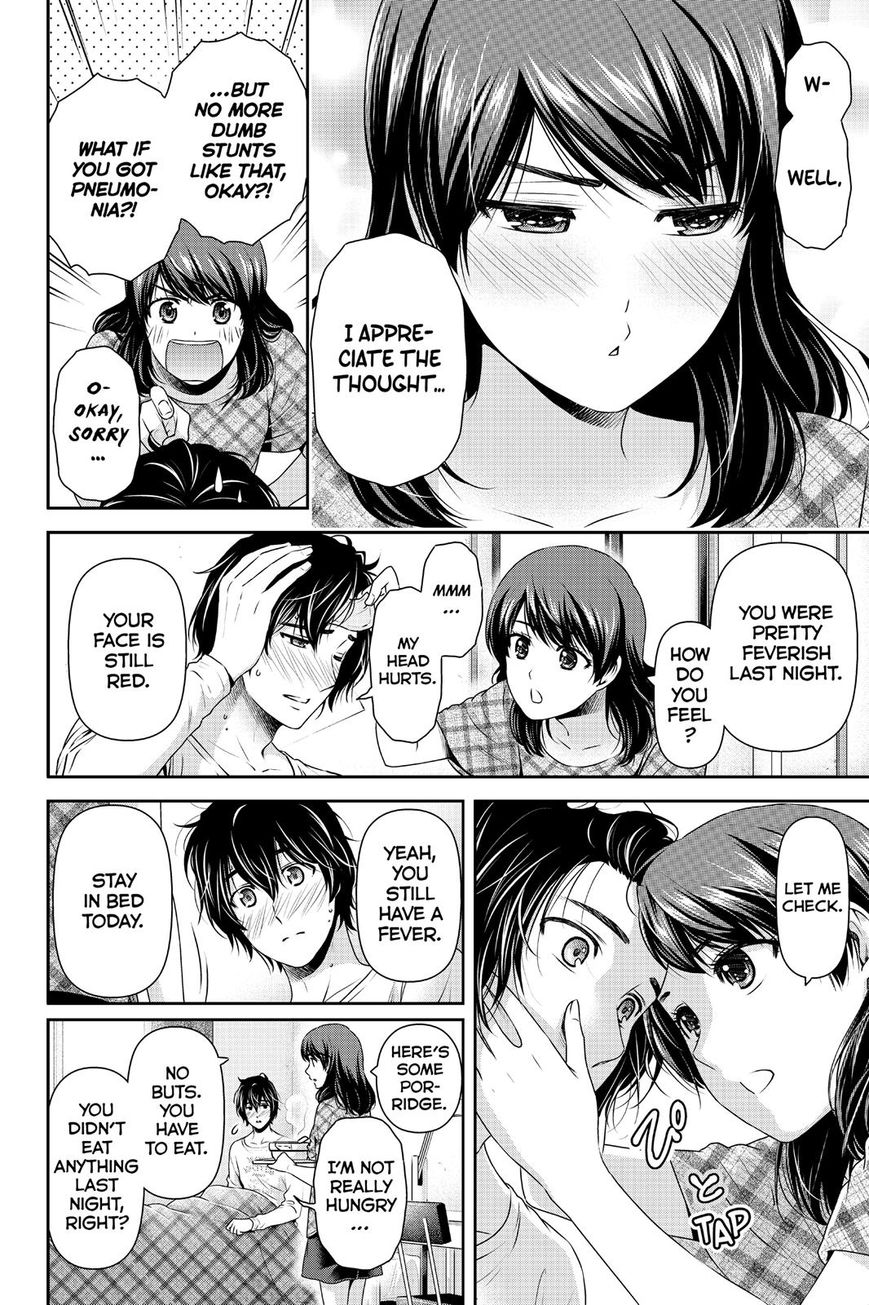 W-
WELL,
I APPRE-
CIATE THE
THOUGHT...
...BUT
NO MORE
DUMB
STUNTS
LIKE THAT,
OKAY?!
WHAT IF
YOU GOT
PNEUMO-
NIA?!
O-
OKAY,
SORRY
...
YOU WERE
PRETTY
FEVERISH
LAST NIGHT.
HOW
DO YOU
FEEL
?
MMM
...
MY
HEAD
HURTS.
YOUR
FACE IS
STILL
RED.
LET ME
CHECK.
ぴ
と
TAP
YEAH,
YOU
STILL
HAVE A
FEVER.
STAY
IN BED
TODAY.
HERE'S
SOME
POR-
RIDGE.
I'M NOT
REALLY
HUNGRY
...
NO
BUTS.
YOU HAVE
TO EAT.
YOU
DIDN'T
EAT
ANYTHING
LAST
NIGHT,
RIGHT?